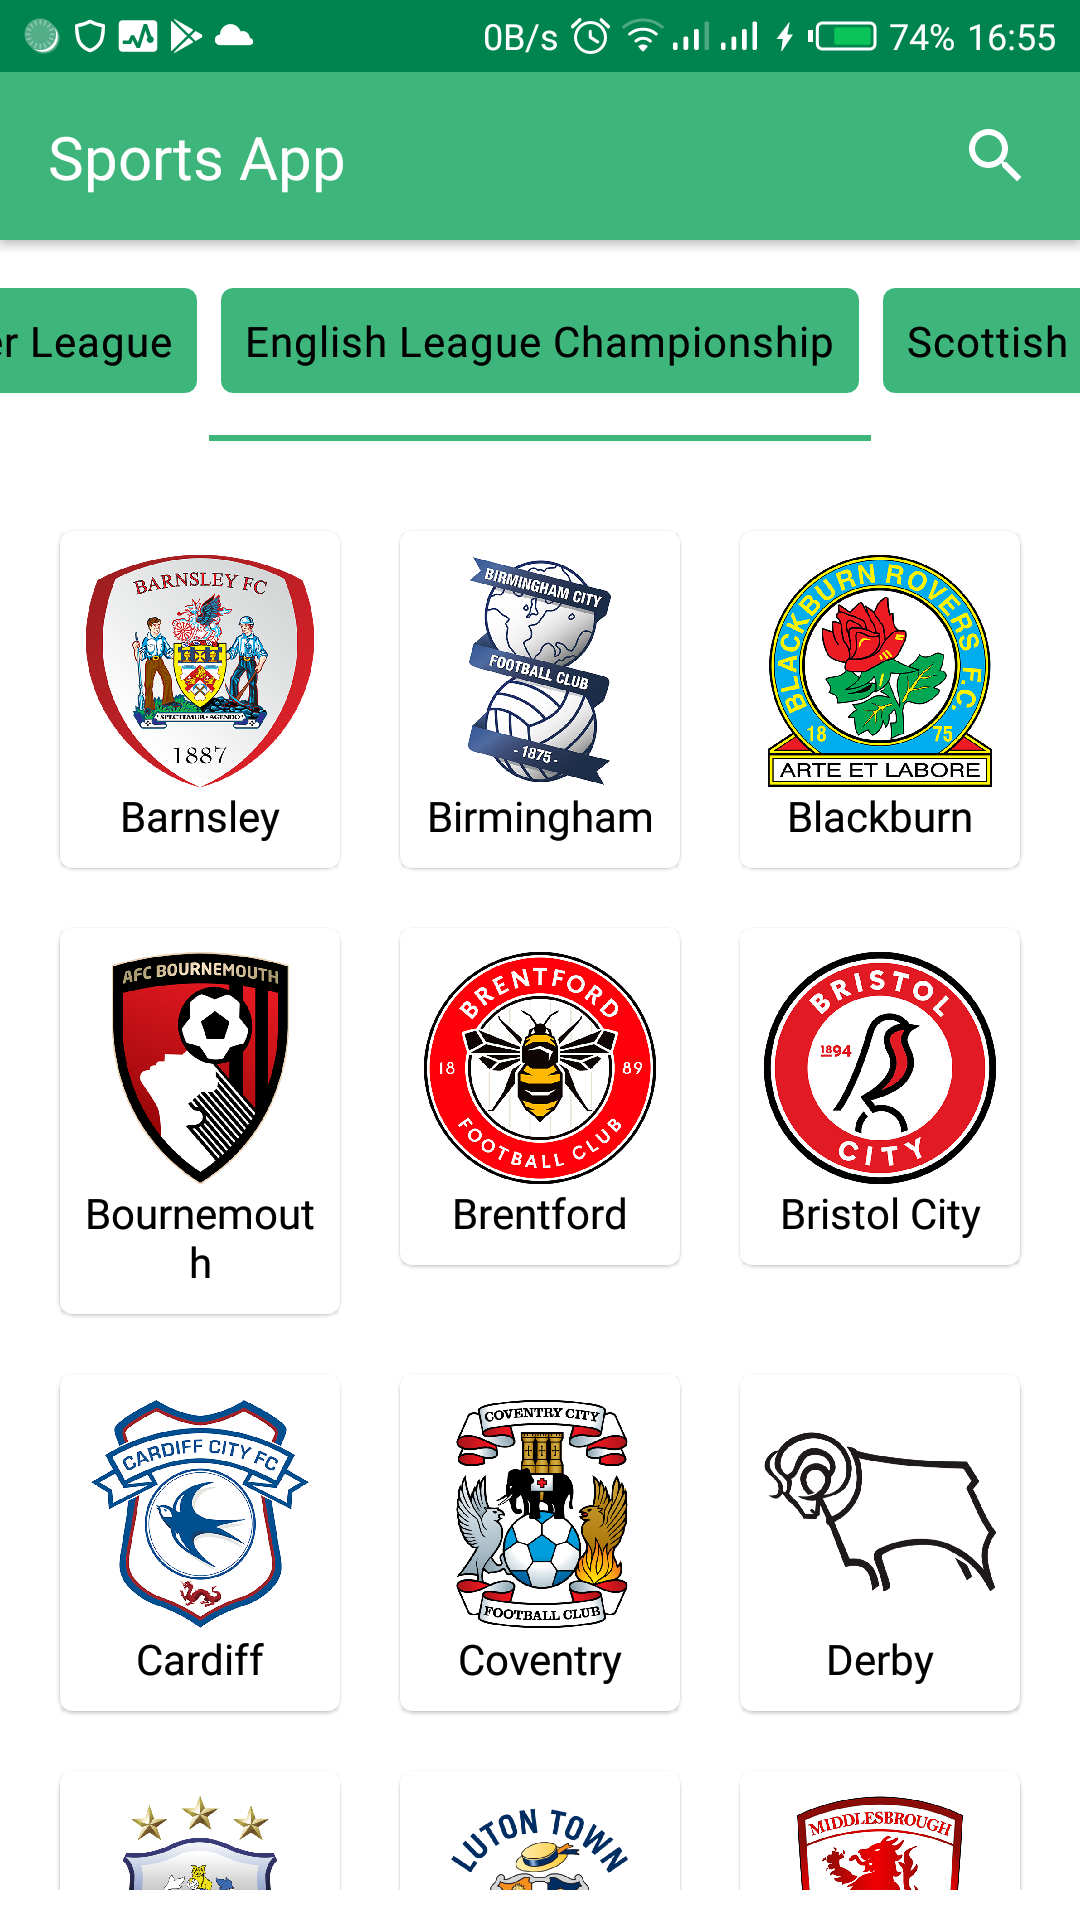 0B/s 74% 16:55
Sports App
er League English League Championship Scottish
BARNSLEY FC
SPECTEMUR·AGENDO
1887
Barnsley
BIRMINGHAM CITY
FOOTBALL CLUB
- 1875 -
Birmingham
BLACKBURN ROVERS F.C.
18 75
ARTE ET LABORE
Blackburn
AFC BOURNEMOUTH
Bournemout
h
BRENTFORD
18 89
FOOTBALL CLUB
Brentford
BRISTOL
1894
CITY
Bristol City
CARDIFF CITY FC
Cardiff
COVENTRY CITY
FOOTBALL CLUB
Coventry
Derby
LUTON TOWN
MIDDLESBROUGH